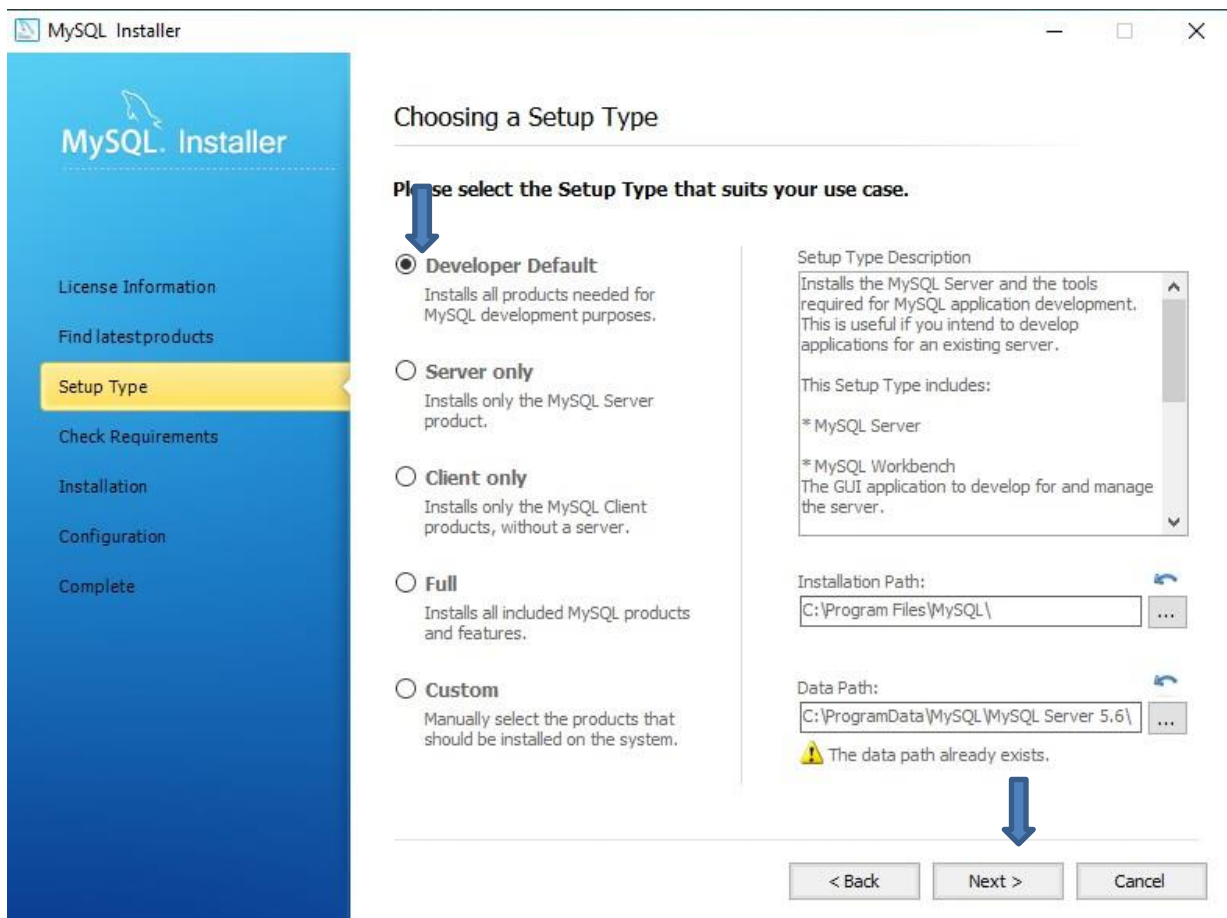 MySQL Installer
MySQL. Installer
License Information
Find latestproducts
Setup Type
Check Requirements
Installation
Configuration
Complete
Choosing a Setup Type
Please select the Setup Type that suits your use case.
Developer Default
Installs all products needed for
MySQL development purposes.
Server only
Installs only the MySQL Server
product.
Client only
Installs only the MySQL Client
products, without a server.
Full
Installs all included MySQL products
and features.
Custom
Manually select the products that
should be installed on the system.
Setup Type Description
Installs the MySQL Server and the tools
required for MySQL application development.
This is useful if you intend to develop
applications for an existing server.
This Setup Type includes:
* MySQL Server
* MySQL Workbench
The GUI application to develop for and manage
the server.
Installation Path:
C:\Program Files\MySQL\
...
Data Path:
C:\ProgramData\MySQL\MySQL Server 5.6\
...
The data path already exists.
< Back
Next >
Cancel